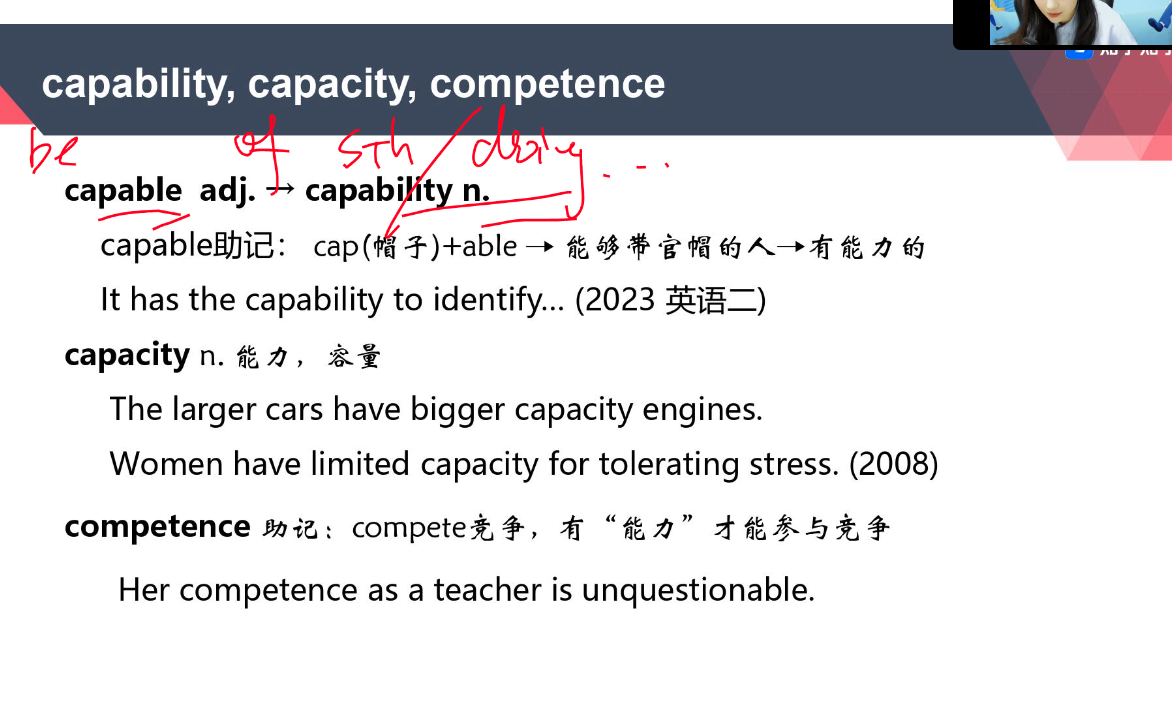 capability, capacity, competence
be of sth / doing ...
capable adj. → capability n.
capable助记： cap(帽子)+able → 能够带官帽的人→有能力的
It has the capability to identify... (2023 英语二)
capacity n. 能力，容量
The larger cars have bigger capacity engines.
Women have limited capacity for tolerating stress. (2008)
competence 助记：compete竞争，有“能力”才能参与竞争
Her competence as a teacher is unquestionable.